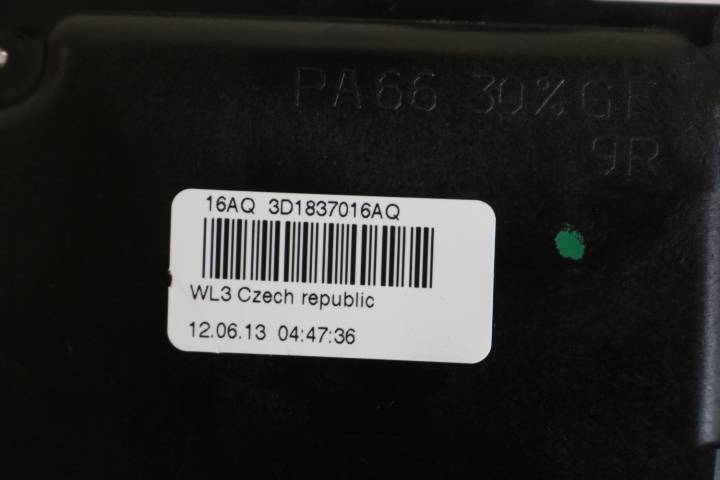 PA66 30%GF
9R
16AQ 3D1837016AQ
WL3 Czech republic
12.06.13 04:47:36